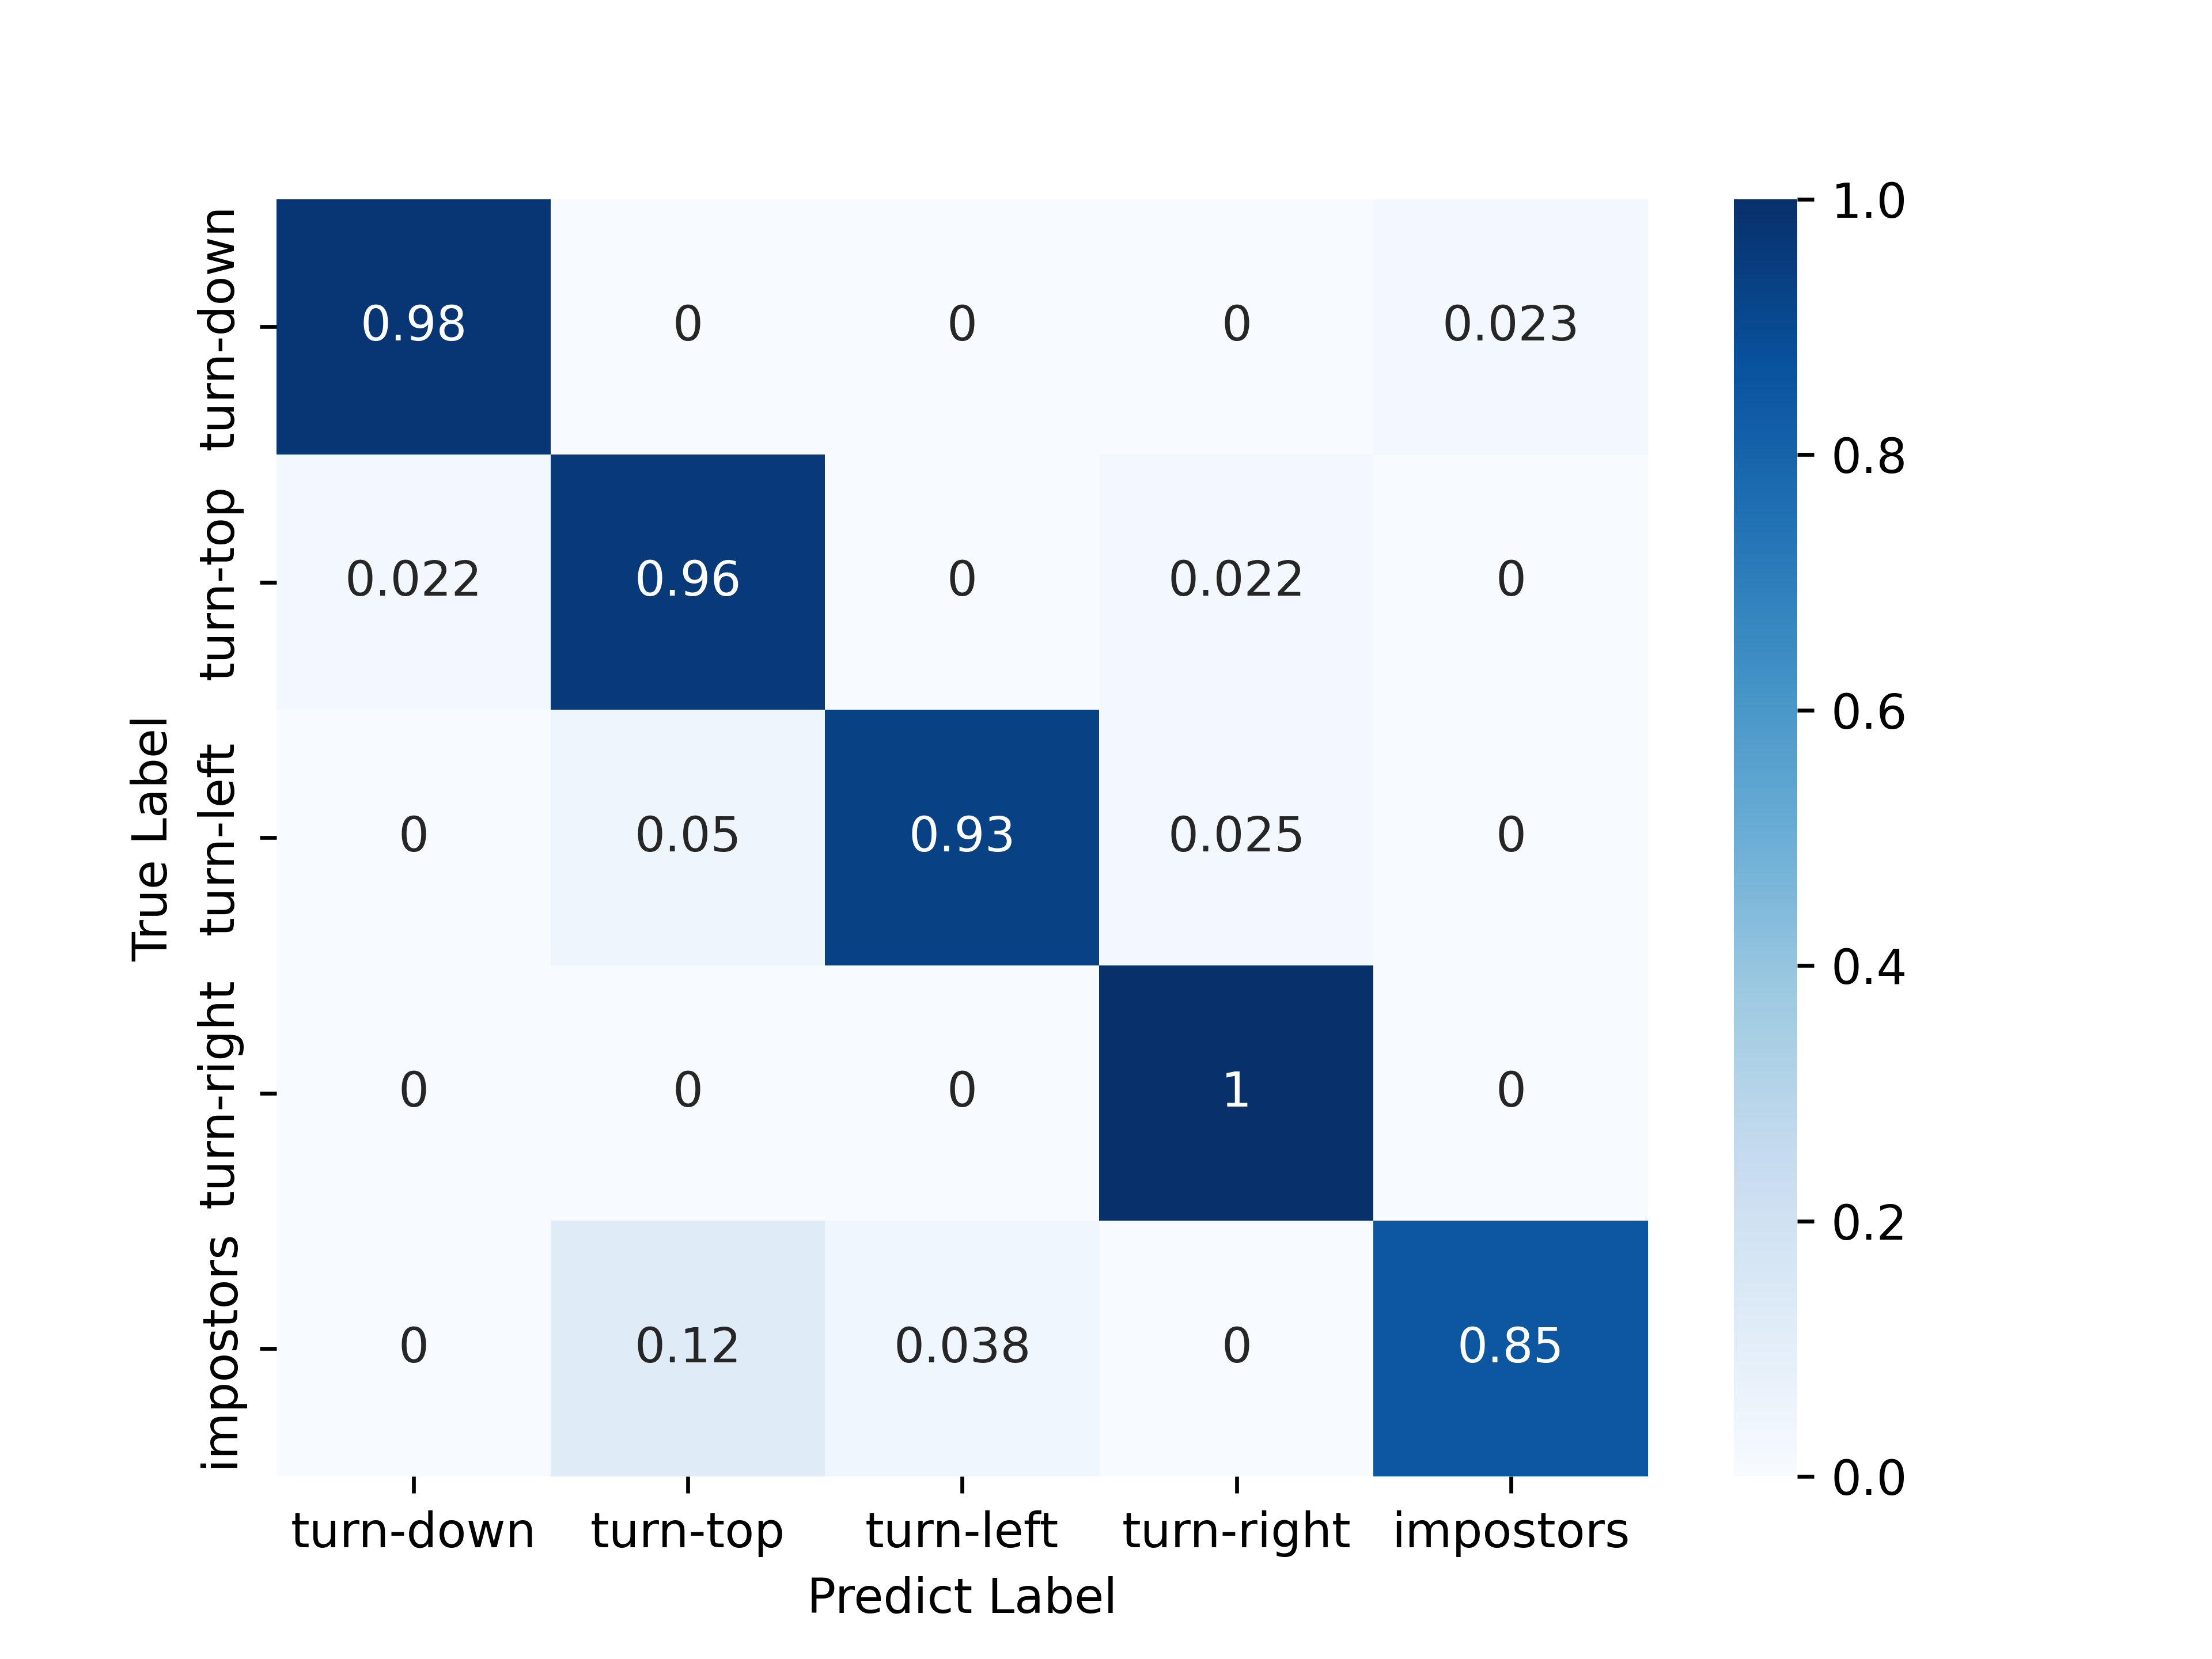 True Label
turn-down 0.98 0 0 0 0.023
turn-top 0.022 0.96 0 0.022 0
turn-left 0 0.05 0.93 0.025 0
turn-right 0 0 0 1 0
impostors 0 0.12 0.038 0 0.85
turn-down turn-top turn-left turn-right impostors
Predict Label
1.0
0.8
0.6
0.4
0.2
0.0